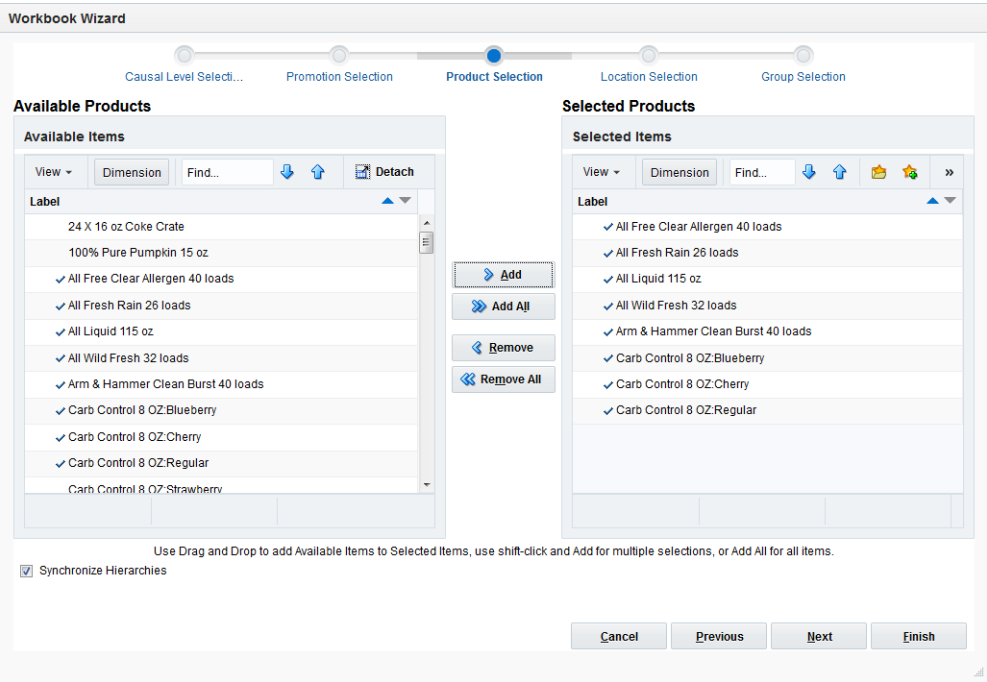 Workbook Wizard
Causal Level Selecti...
Promotion Selection
Product Selection
Location Selection
Group Selection
Available Products
Available Items
View
Dimension
Find...
Detach
Label
24 X 16 oz Coke Crate
100% Pure Pumpkin 15 oz
All Free Clear Allergen 40 loads
All Fresh Rain 26 loads
All Liquid 115 oz
All Wild Fresh 32 loads
Arm & Hammer Clean Burst 40 loads
Carb Control 8 OZ:Blueberry
Carb Control 8 OZ:Cherry
Carb Control 8 OZ:Regular
Carb Control 8 OZ:Strawberry
Add
Add All
Remove
Remove All
Selected Products
Selected Items
View
Dimension
Find...
»
Label
All Free Clear Allergen 40 loads
All Fresh Rain 26 loads
All Liquid 115 oz
All Wild Fresh 32 loads
Arm & Hammer Clean Burst 40 loads
Carb Control 8 OZ:Blueberry
Carb Control 8 OZ:Cherry
Carb Control 8 OZ:Regular
Use Drag and Drop to add Available Items to Selected Items, use shift-click and Add for multiple selections, or Add All for all items.
Synchronize Hierarchies
Cancel
Previous
Next
Finish